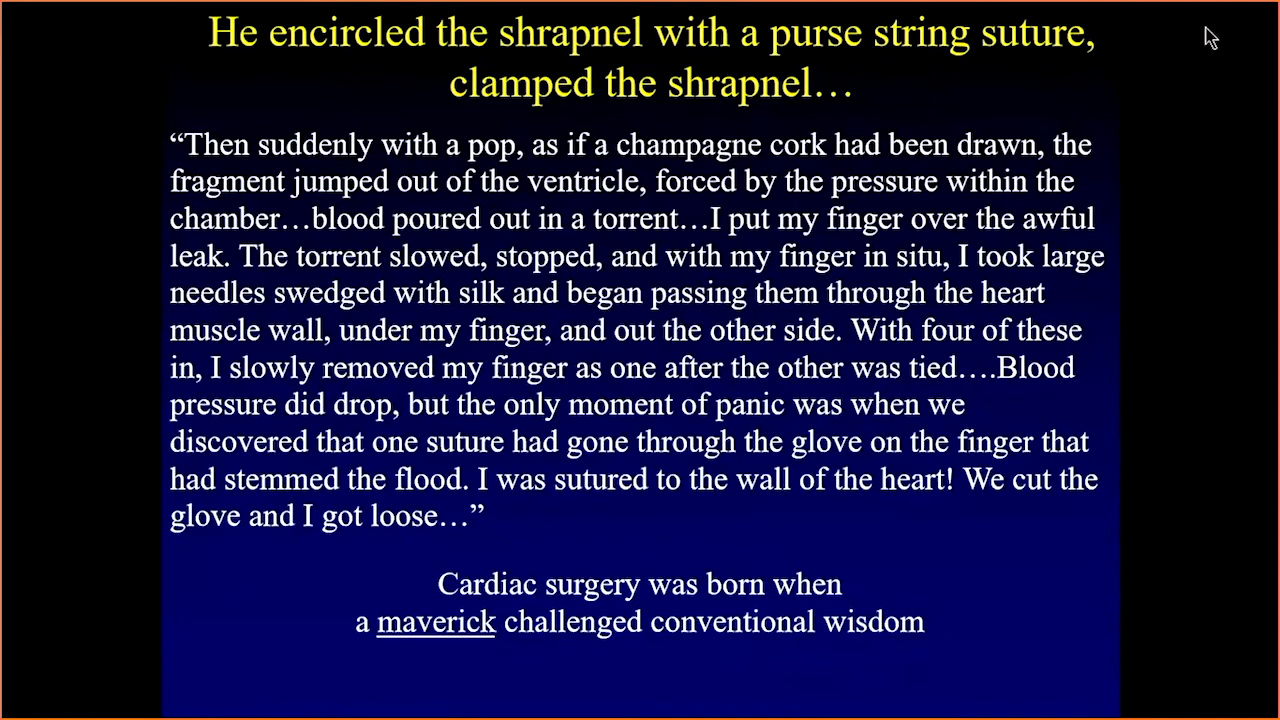 He encircled the shrapnel with a purse string suture,
clamped the shrapnel…
“Then suddenly with a pop, as if a champagne cork had been drawn, the
fragment jumped out of the ventricle, forced by the pressure within the
chamber…blood poured out in a torrent…I put my finger over the awful
leak. The torrent slowed, stopped, and with my finger in situ, I took large
needles swedged with silk and began passing them through the heart
muscle wall, under my finger, and out the other side. With four of these
in, I slowly removed my finger as one after the other was tied….Blood
pressure did drop, but the only moment of panic was when we
discovered that one suture had gone through the glove on the finger that
had stemmed the flood. I was sutured to the wall of the heart! We cut the
glove and I got loose…”
Cardiac surgery was born when
a maverick challenged conventional wisdom